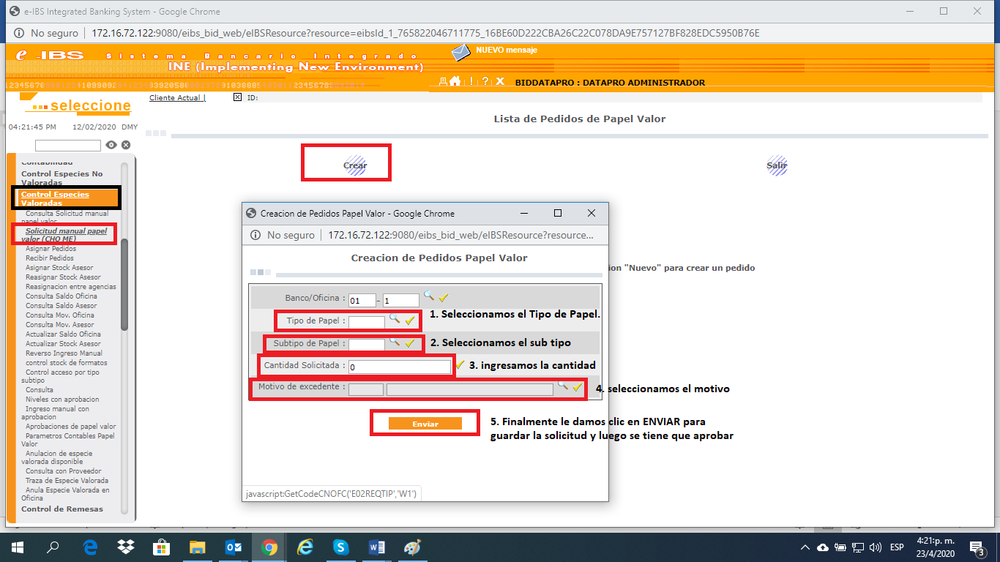 e-IBS Integrated Banking System - Google Chrome
No seguro | 172.16.72.122:9080/eibs_bid_web/eIBSResource?resource=eibsId_1_765822046711775_16BE60D222CBA26C22C078DA9E757127BF828EDC5950B76E
e-IBS Sistema Bancario Integrado
INE (Implementing New Environment)
NUEVO mensaje
BIDDATAPRO : DATAPRO ADMINISTRADOR
seleccione
04:21:45 PM 12/02/2020 DMY
Cliente Actual | ID:
Lista de Pedidos de Papel Valor
Crear
Salir
Contabilidad
Control Especies No
Valoradas
Control Especies
Valoradas
Consulta Solicitud manual
papel valor
Solicitud manual papel
valor (CHQ ME)
Asignar Pedidos
Recibir Pedidos
Asignar Stock Asesor
Reasignar Stock Asesor
Reasignacion entre agencias
Consulta Saldo Oficina
Consulta Saldo Asesor
Consulta Mov. Oficina
Consulta Mov. Asesor
Actualizar Saldo Oficina
Actualizar Stock Asesor
Reverso Ingreso Manual
control stock de formatos
Control acceso por tipo
subtipo
Consulta
Niveles con aprobacion
Ingreso manual con
aprobacion
Aprobaciones de papel valor
Parametros Contables Papel
Valor
Anulacion de especie
valorada disponible
Consulta con Proveedor
Traza de Especie Valorada
Anula Especie Valorada en
Oficina
Control de Remesas
Creacion de Pedidos Papel Valor - Google Chrome
No seguro | 172.16.72.122:9080/eibs_bid_web/eIBSResource?resource...
Creacion de Pedidos Papel Valor
ion "Nuevo" para crear un pedido
Banco/Oficina : 01 - 1
Tipo de Papel :
1. Seleccionamos el Tipo de Papel.
Subtipo de Papel :
2. Seleccionamos el sub tipo
Cantidad Solicitada : 0
3. ingresamos la cantidad
Motivo de excedente :
4. seleccionamos el motivo
Enviar
5. Finalmente le damos clic en ENVIAR para
guardar la solicitud y luego se tiene que aprobar
javascript:GetCodeCNOFC('E02REQTIP','W1')
ESP
4:21:p. m.
23/4/2020
3